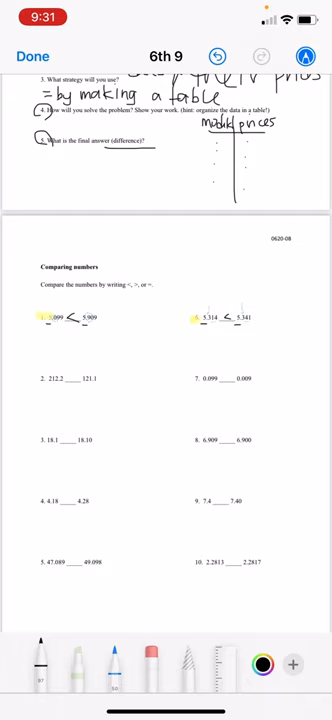 9:31
Done 6th 9
3. What strategy will you use?
= by making a table
4. How will you solve the problem? Show your work. (hint: organize the data in a table!)
5. What is the final answer (difference)?
prices
0620-08
Comparing numbers
Compare the numbers by writing <, >, or =.
1. 5.099 < 5.909
6. 5.314 < 5.341
2. 212.2 ____ 121.1
7. 0.099 ____ 0.009
3. 18.1 ____ 18.10
8. 6.909 ____ 6.900
4. 4.18 ____ 4.28
9. 7.4 ____ 7.40
5. 47.089 ____ 49.098
10. 2.2813 ____ 2.2817
97
50